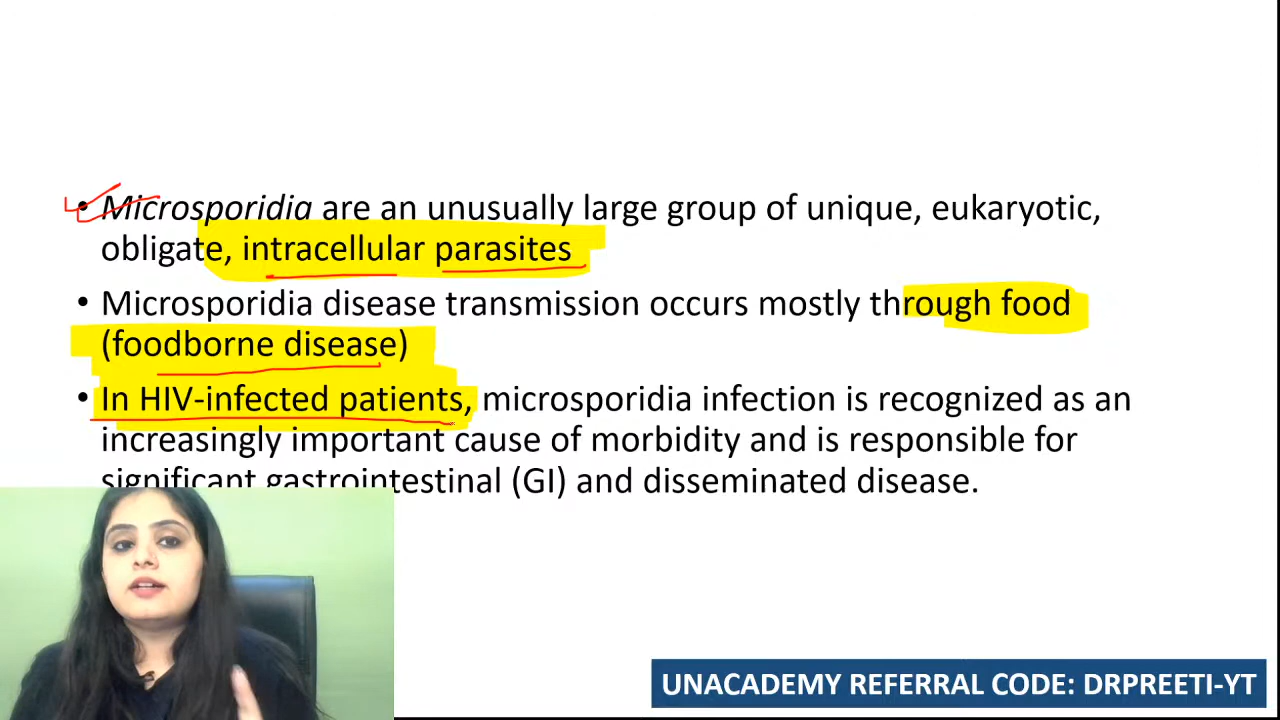 • Microsporidia are an unusually large group of unique, eukaryotic,
obligate, intracellular parasites
• Microsporidia disease transmission occurs mostly through food
(foodborne disease)
• In HIV-infected patients, microsporidia infection is recognized as an
increasingly important cause of morbidity and is responsible for
significant gastrointestinal (GI) and disseminated disease.
UNACADEMY REFERRAL CODE: DRPREETI-YT